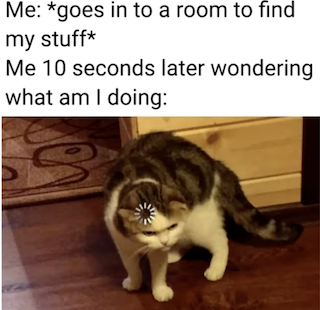 Me: *goes in to a room to find
my stuff*
Me 10 seconds later wondering
what am I doing: